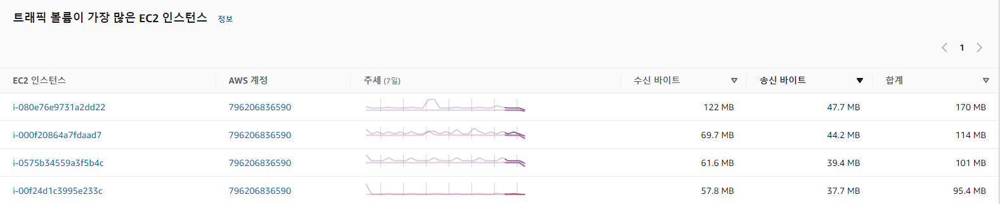 트래픽 볼륨이 가장 많은 EC2 인스턴스 정보
1
EC2 인스턴스 AWS 계정 추세 (7일) 수신 바이트 송신 바이트 합계
i-080e76e9731a2dd22 796206836590 122 MB 47.7 MB 170 MB
i-000f20864a7fdaad7 796206836590 69.7 MB 44.2 MB 114 MB
i-0575b34559a3f5b4c 796206836590 61.6 MB 39.4 MB 101 MB
i-00f24d1c3995e233c 796206836590 57.8 MB 37.7 MB 95.4 MB